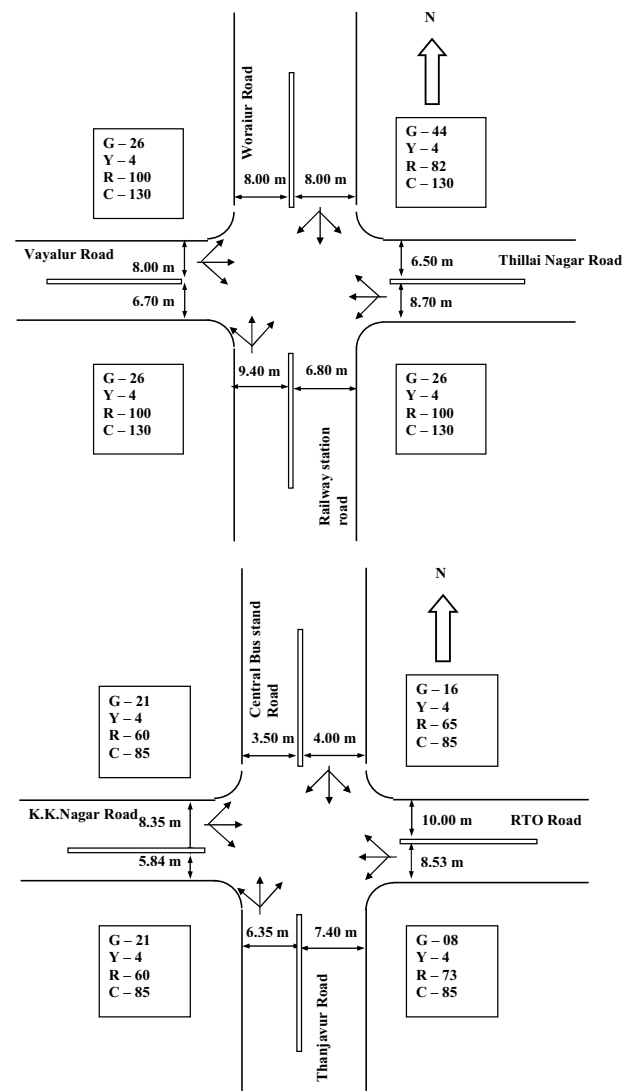 N
Woraiur Road
G – 26
Y – 4
R – 100
C – 130
G – 44
Y – 4
R – 82
C – 130
8.00 m
8.00 m
Vayalur Road
8.00 m
6.70 m
6.50 m
Thillai Nagar Road
8.70 m
9.40 m
6.80 m
G – 26
Y – 4
R – 100
C – 130
G – 26
Y – 4
R – 100
C – 130
Railway station
road
N
Central Bus stand
Road
G – 21
Y – 4
R – 60
C – 85
G – 16
Y – 4
R – 65
C – 85
3.50 m
4.00 m
K.K.Nagar Road
8.35 m
5.84 m
10.00 m
RTO Road
8.53 m
6.35 m
7.40 m
G – 21
Y – 4
R – 60
C – 85
G – 08
Y – 4
R – 73
C – 85
Thanjavur Road